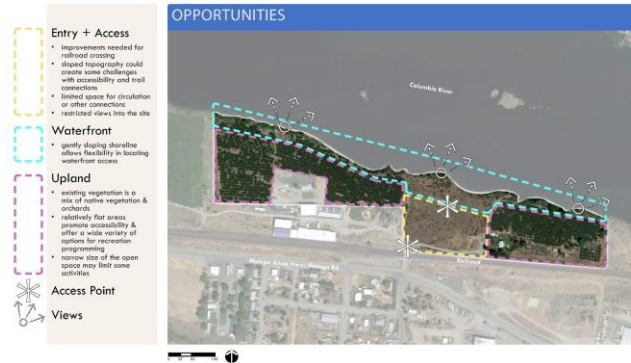 OPPORTUNITIES
Entry + Access
• improvements needed for
railroad crossing
• sloped topography could
create some challenges
with accessibility and trail
connections
• limited space for circulation
or other connections
• restricted views into the site
Waterfront
• gently sloping shoreline
allows flexibility in locating
waterfront access
Upland
• existing vegetation is a
mix of native vegetation &
orchards
• relatively flat areas
promote accessibility &
offer a wide variety of
options for recreation
programming
• narrow size of the open
space may limit some
activities
Access Point
Views
Columbia River
Railroad